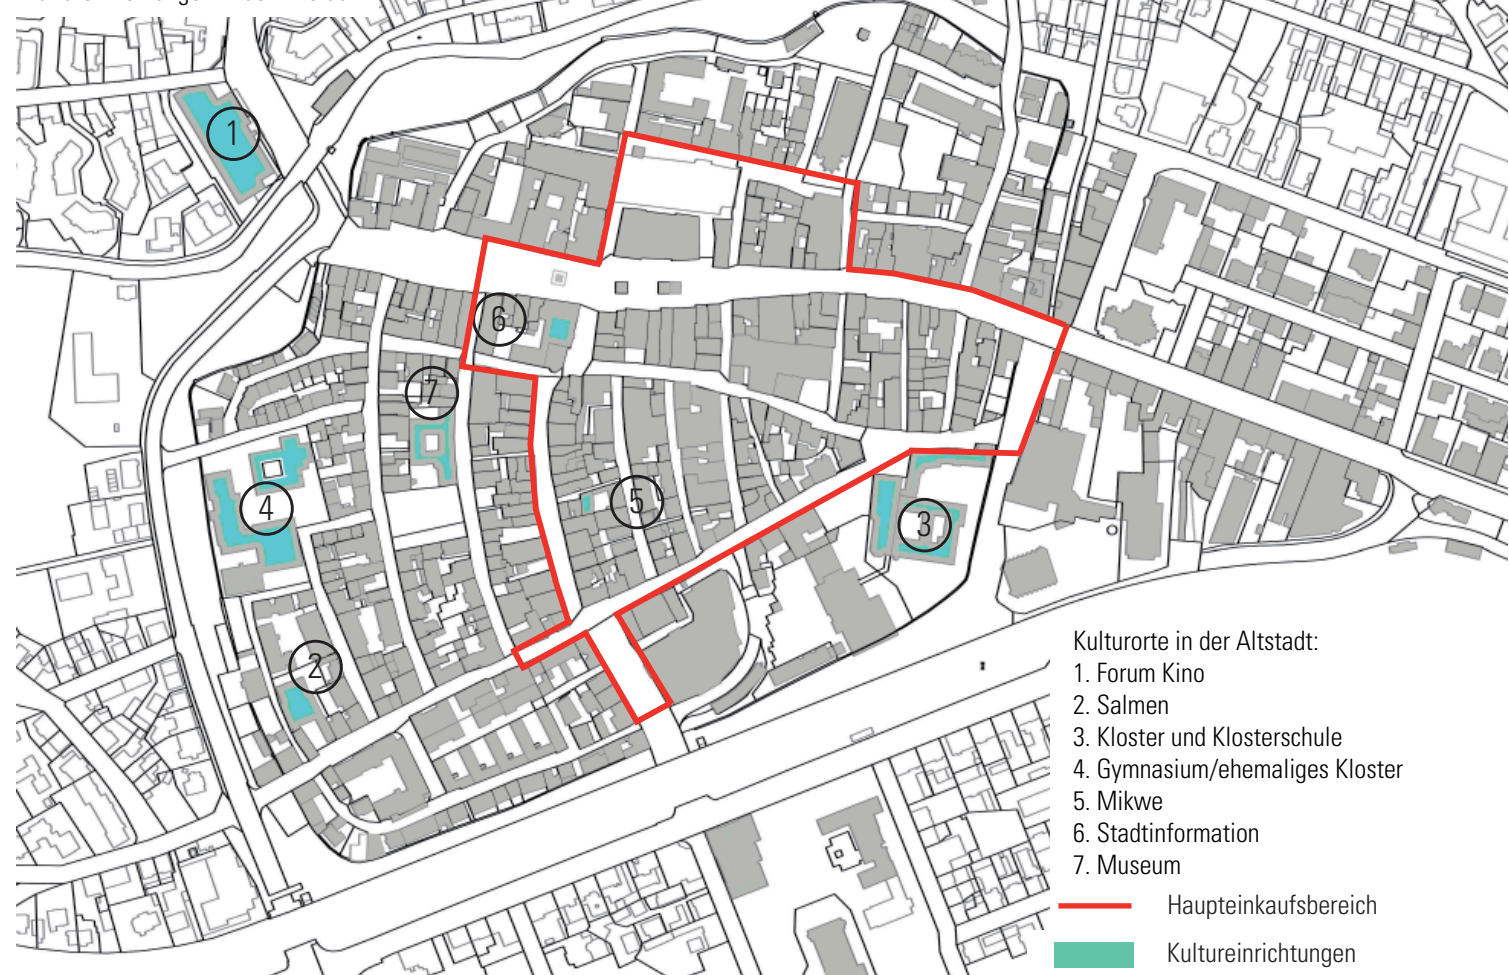 1
6
7
4
5
3
2
Kulturorte in der Altstadt:
1. Forum Kino
2. Salmen
3. Kloster und Klosterschule
4. Gymnasium/ehemaliges Kloster
5. Mikwe
6. Stadtinformation
7. Museum
Haupteinkaufsbereich
Kultureinrichtungen